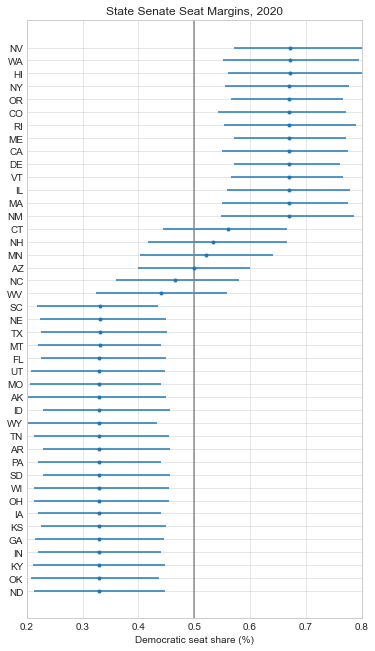 State Senate Seat Margins, 2020
NV
WA
HI
NY
OR
CO
RI
ME
CA
DE
VT
IL
MA
NM
CT
NH
MN
AZ
NC
WV
SC
NE
TX
MT
FL
UT
MO
AK
ID
WY
TN
AR
PA
SD
WI
OH
IA
KS
GA
IN
KY
OK
ND
0.2 0.3 0.4 0.5 0.6 0.7 0.8
Democratic seat share (%)